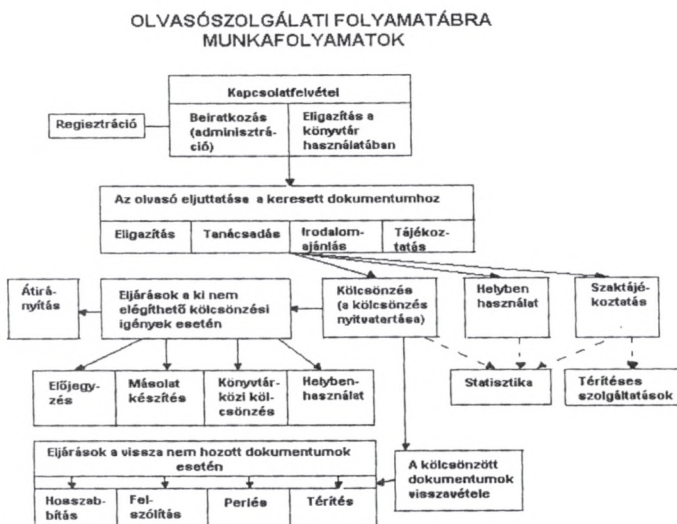 OLVASÓSZOLGÁLATI FOLYAMATÁBRA
MUNKAFOLYAMATOK
Kapcsolatfelvétel
Regisztráció
Beiratkozás
(adminisztrá-
ció)
Eligazítás a
könyvtár
használatában
Az olvasó eljuttatása a keresett dokumentumhoz
Eligazítás
Tanácsadás
Irodalom-
ajánlás
Tájékoz-
tatás
Átirá-
nyítás
Eljárások a ki nem
elégíthető kölcsönzési
igények esetén
Kölcsönzés
(a kölcsönzés
nyitvatartása)
Helyben
használat
Szaktájé-
koztatás
Előjegy-
zés
Másolat
készítés
Könyvtár-
közi köl-
csönzés
Helyben-
használat
Statisztika
Térítéses
szolgáltatások
Eljárások a vissza nem hozott dokumentumok
esetén
Hosszab-
bítás
Fel-
szólítás
Perlés
Térítés
A kölcsönzött
dokumentumok
visszavétele